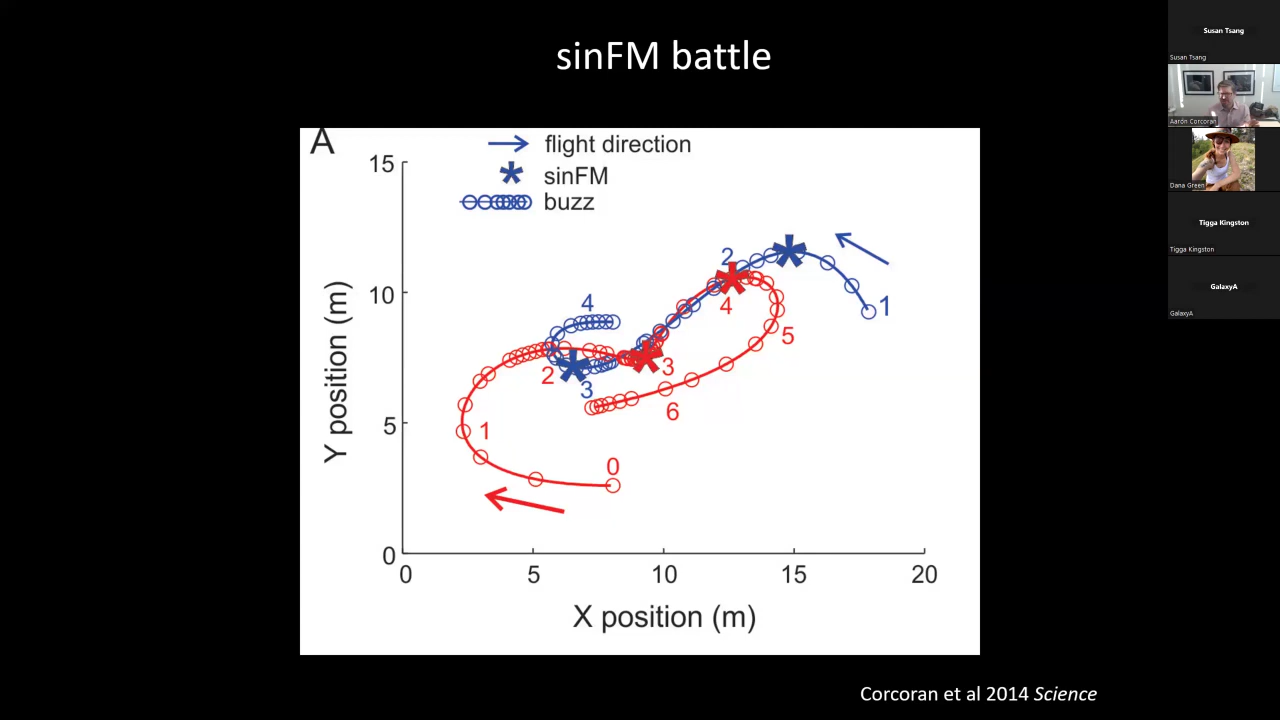 sinFM battle
A
flight direction
sinFM
buzz
15
10
5
0
Y position (m)
0
5
10
15
20
X position (m)
1
2
3
4
0
1
2
3
4
5
6
Corcoran et al 2014 Science
Susan Tsang
Susan Tsang
Aaron Corcoran
Dana Green
Tigga Kingston
Tigga Kingston
GalaxyA
GalaxyA